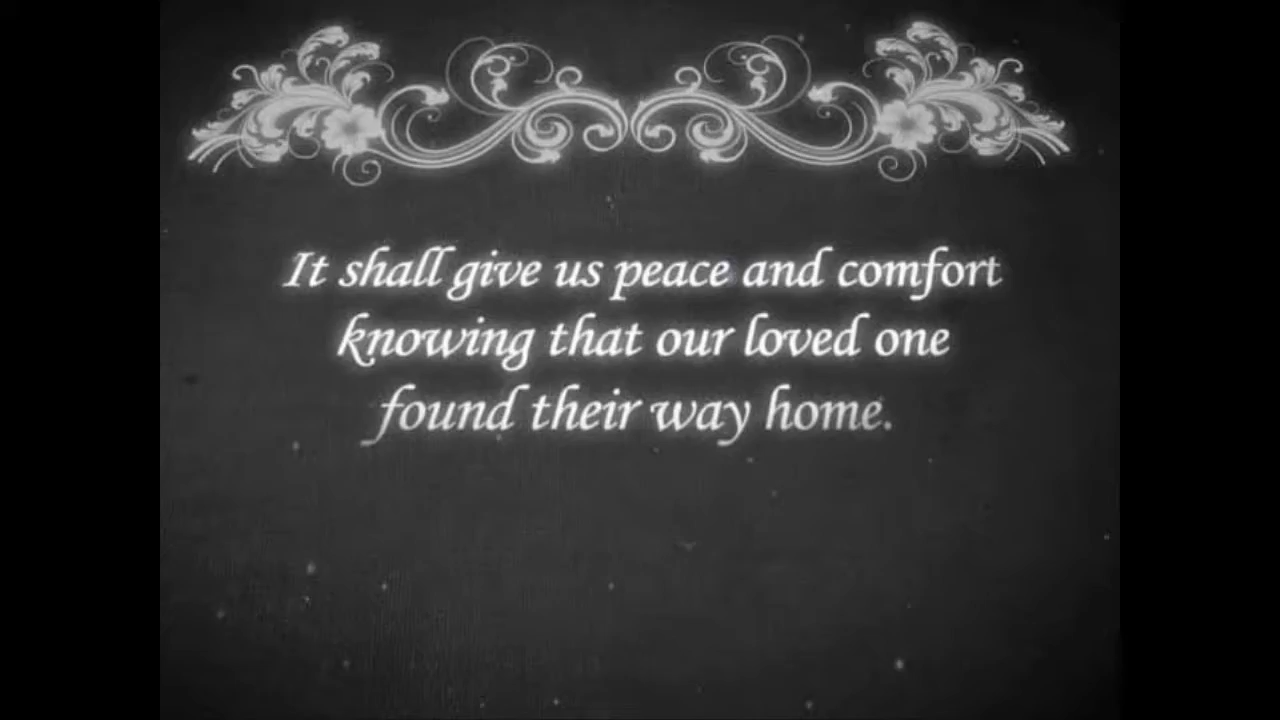 It shall give us peace and comfort
knowing that our loved one
found their way home.